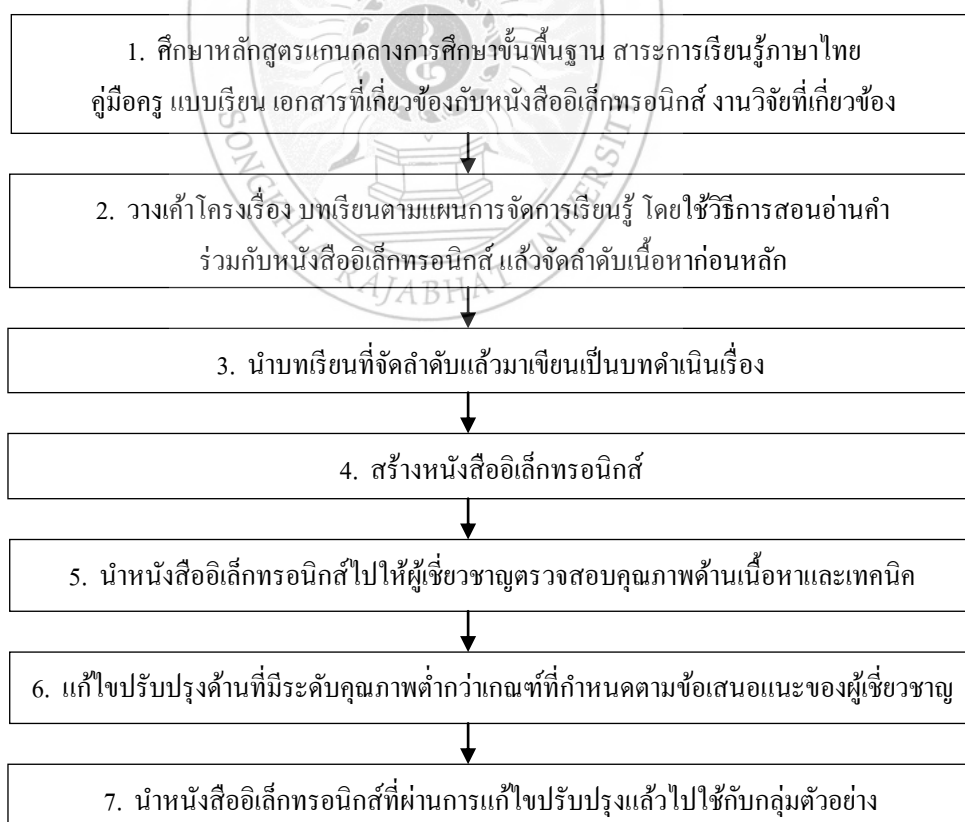 1. ศึกษาหลักสูตรแกนกลางการศึกษาขั้นพื้นฐาน สาระการเรียนรู้ภาษาไทย
คู่มือครู แบบเรียน เอกสารที่เกี่ยวข้องกับหนังสืออิเล็กทรอนิกส์ งานวิจัยที่เกี่ยวข้อง
2. วางเค้าโครงเรื่อง บทเรียนตามแผนการจัดการเรียนรู้ โดยใช้วิธีการสอนอ่านคำ
ร่วมกับหนังสืออิเล็กทรอนิกส์ แล้วจัดลำดับเนื้อหาก่อนหลัก
3. นำบทเรียนที่จัดลำดับแล้วมาเขียนเป็นบทดำเนินเรื่อง
4. สร้างหนังสืออิเล็กทรอนิกส์
5. นำหนังสืออิเล็กทรอนิกส์ไปให้ผู้เชี่ยวชาญตรวจสอบคุณภาพด้านเนื้อหาและเทคนิค
6. แก้ไขปรับปรุงด้านที่มีระดับคุณภาพต่ำกว่าเกณฑ์ที่กำหนดตามข้อเสนอแนะของผู้เชี่ยวชาญ
7. นำหนังสืออิเล็กทรอนิกส์ที่ผ่านการแก้ไขปรับปรุงแล้วไปใช้กับกลุ่มตัวอย่าง
SONGKHLA RAJABHAT UNIVERSITY